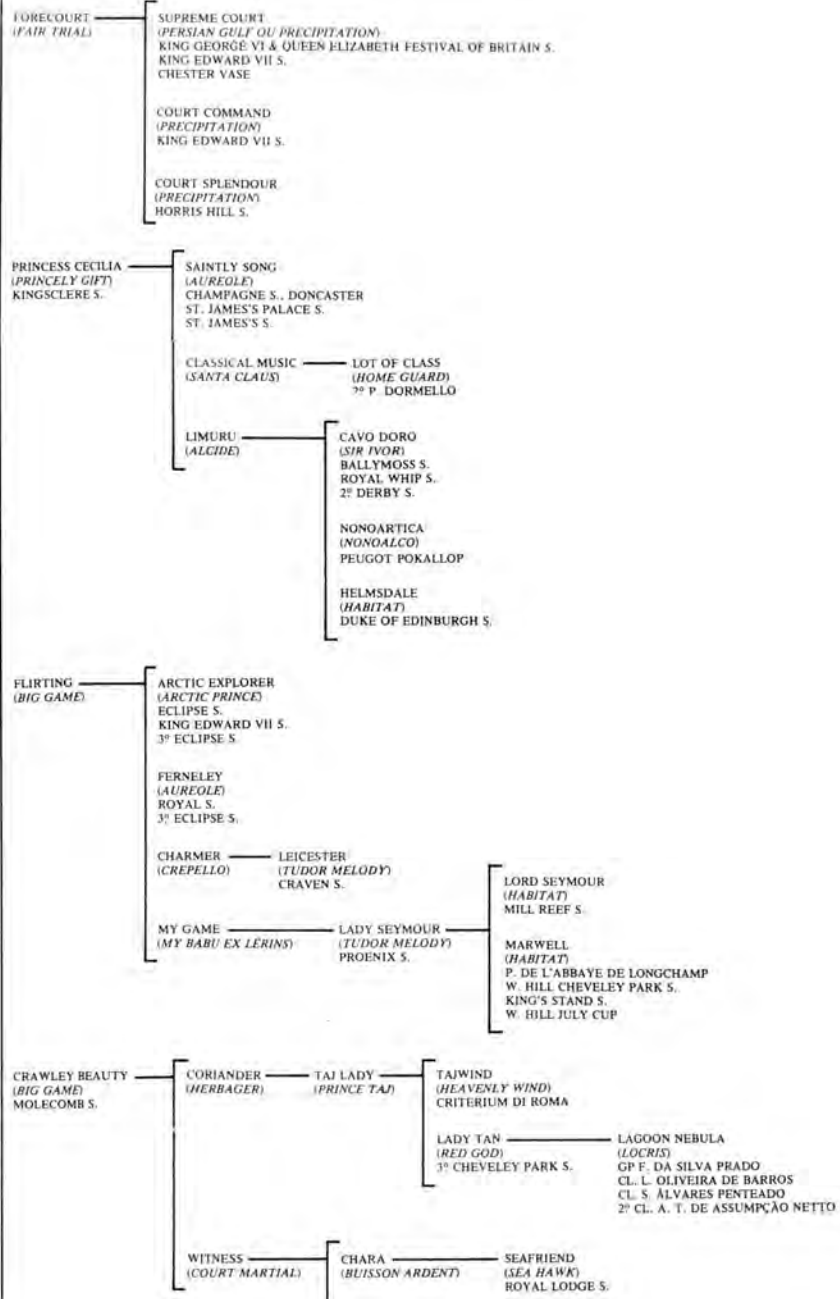 FORECOURT
(FAIR TRIAL)
SUPREME COURT
(PERSIAN GULF OU PRECIPITATION)
KING GEORGE VI & QUEEN ELIZABETH FESTIVAL OF BRITAIN S.
KING EDWARD VII S.
CHESTER VASE
COURT COMMAND
(PRECIPITATION)
KING EDWARD VII S.
COURT SPLENDOUR
(PRECIPITATION)
HORRIS HILL S.
PRINCESS CECILIA
(PRINCELY GIFT)
KINGSCLERE S.
SAINTLY SONG
(AUREOLE)
CHAMPAGNE S., DONCASTER
ST. JAMES'S PALACE S.
ST. JAMES'S S.
CLASSICAL MUSIC
(SANTA CLAUS)
LOT OF CLASS
(HOME GUARD)
2º P. DORMELLO
LIMURU
(ALCIDE)
CAVO DORO
(SIR IVOR)
BALLYMOSS S.
ROYAL WHIP S.
2º DERBY S.
NONOARTICA
(NONOALCO)
PEUGOT POKALLOP
HELMSDALE
(HABITAT)
DUKE OF EDINBURGH S.
FLIRTING
(BIG GAME)
ARCTIC EXPLORER
(ARCTIC PRINCE)
ECLIPSE S.
KING EDWARD VII S.
3º ECLIPSE S.
FERNELEY
(AUREOLE)
ROYAL S.
3º ECLIPSE S.
CHARMER
(CREPELLO)
LEICESTER
(TUDOR MELODY)
CRAVEN S.
MY GAME
(MY BABU EX LÉRINS)
LADY SEYMOUR
(TUDOR MELODY)
PROENIX S.
LORD SEYMOUR
(HABITAT)
MILL REEF S.
MARWELL
(HABITAT)
P. DE L'ABBAYE DE LONGCHAMP
W. HILL CHEVELEY PARK S.
KING'S STAND S.
W. HILL JULY CUP
CRAWLEY BEAUTY
(BIG GAME)
MOLECOMB S.
CORIANDER
(HERBAGER)
TAJ LADY
(PRINCE TAJ)
TAJWIND
(HEAVENLY WIND)
CRITERIUM DI ROMA
LADY TAN
(RED GOD)
3º CHEVELEY PARK S.
LAGOON NEBULA
(LOCRIS)
GP F. DA SILVA PRADO
CL. L. OLIVEIRA DE BARROS
CL. S. ÁLVARES PENTEADO
2º CL. A. T. DE ASSUMPÇÃO NETTO
WITNESS
(COURT MARTIAL)
CHARA
(BUISSON ARDENT)
SEAFRIEND
(SEA HAWK)
ROYAL LODGE S.